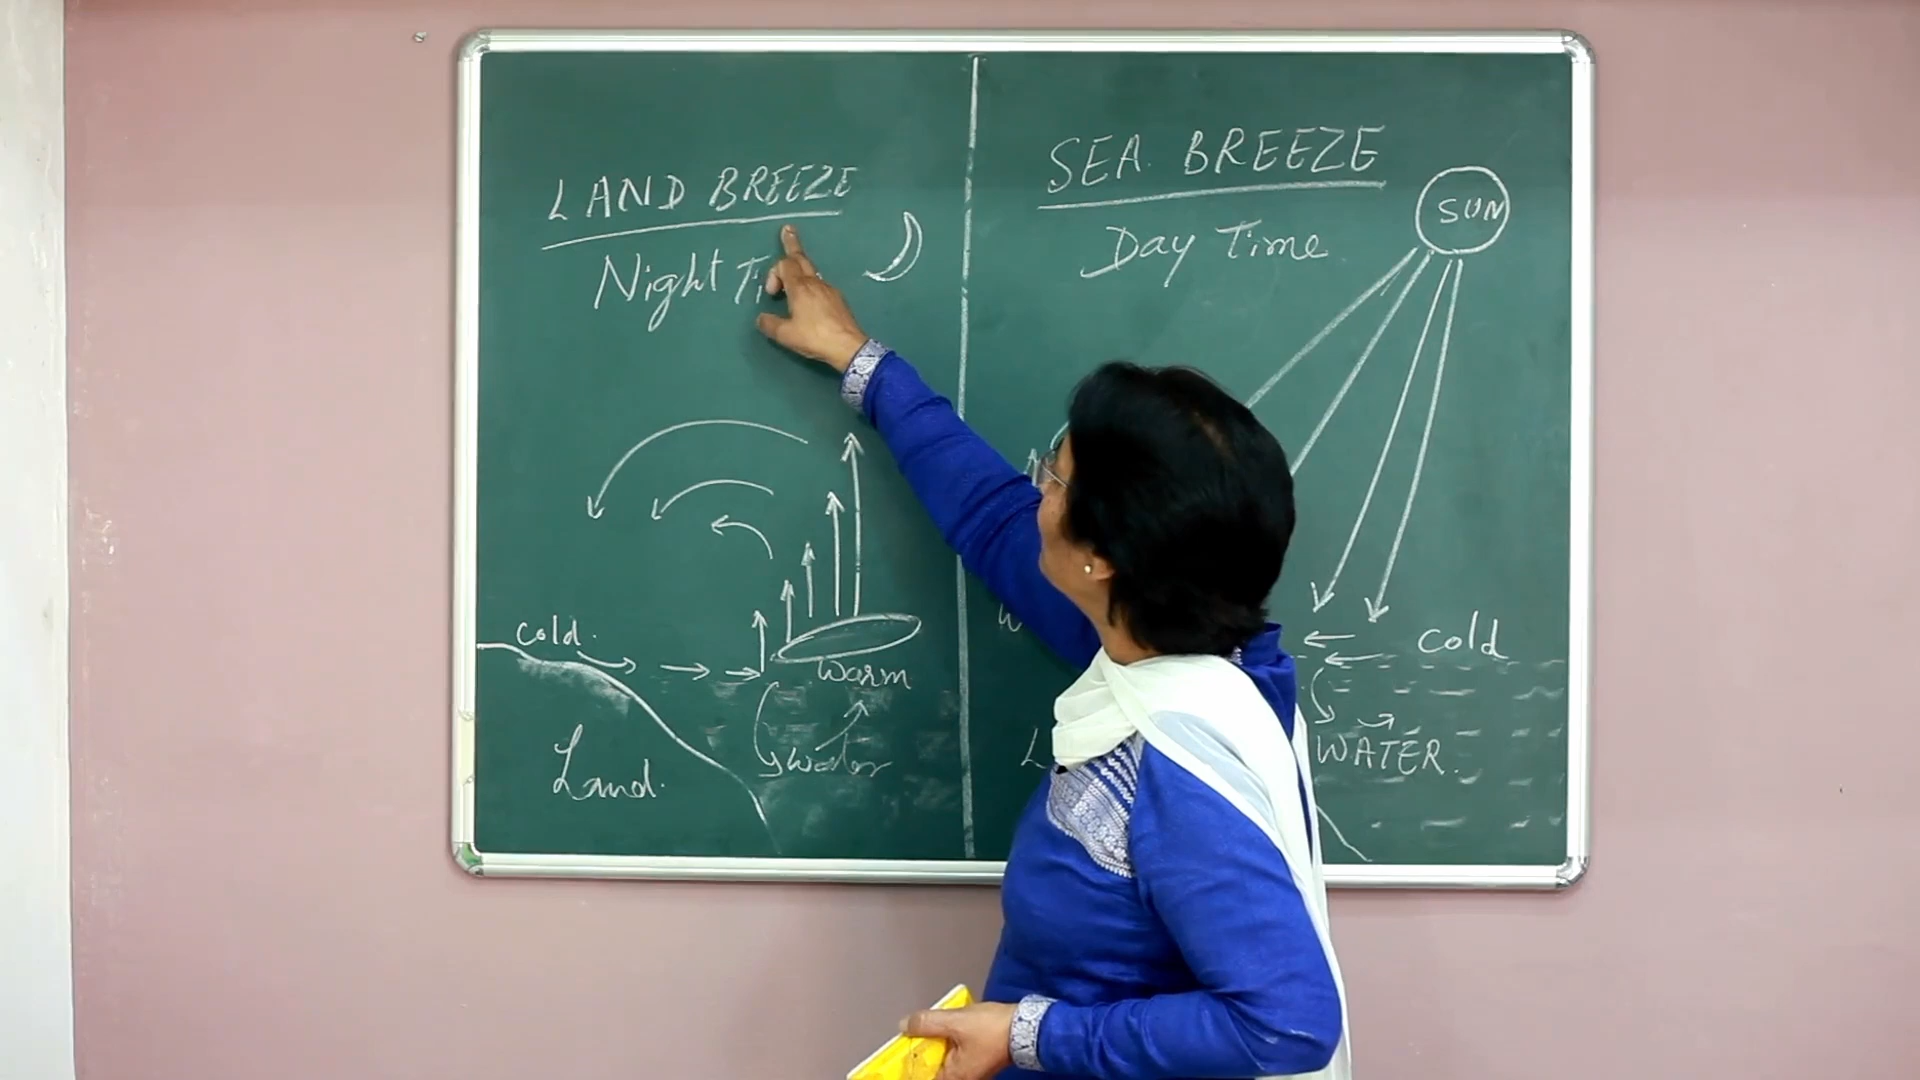 LAND BREEZE
Night Ti
cold.
warm
water
Land.
SEA BREEZE
Day Time
SUN
cold
W
L
WATER.